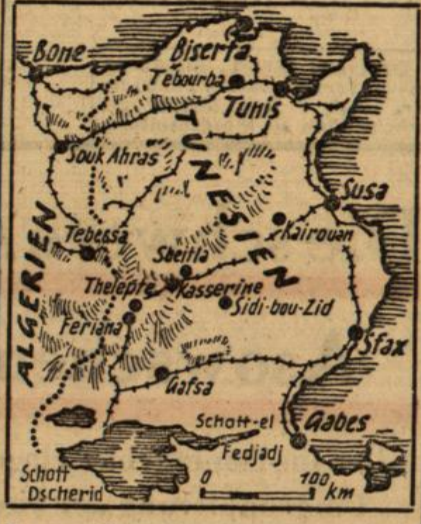 Bone
Biserta
Tebourba
Tunis
Souk Ahras
TUNESIEN
Susa
Kairouan
ALGERIEN
Tebessa
Sbeitla
Thelepte
Kasserine
Sidi-bou-Zid
Feriana
Sfax
Gafsa
Schott-el
Fedjadj
Gabes
Schott
Dscherid
0 100
km